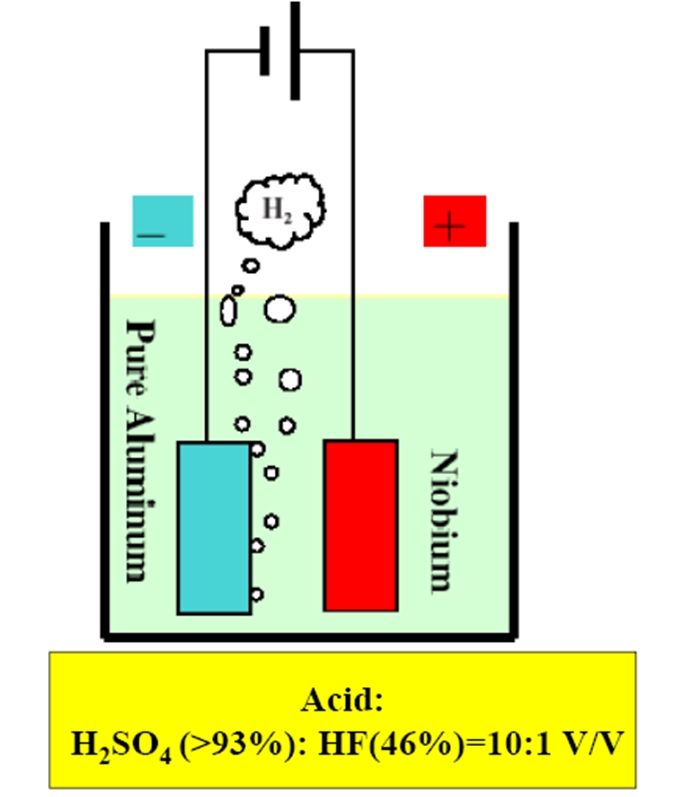 H₂
–
+
Pure Aluminum
Niobium
Acid:
H₂SO₄ (>93%): HF(46%)=10:1 V/V